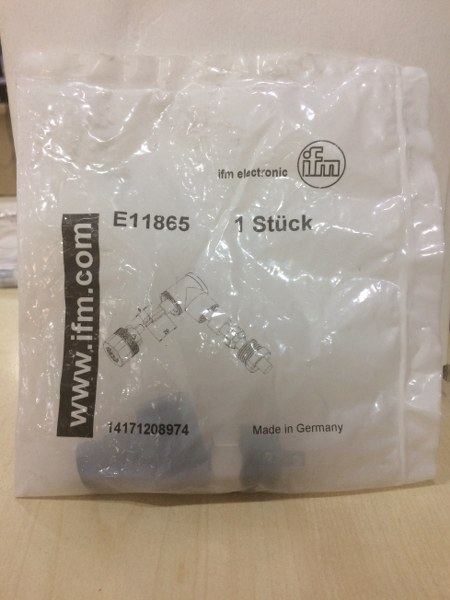 ifm electronic ifm
E11865 1 Stück
www.ifm.com
14171208974 Made in Germany